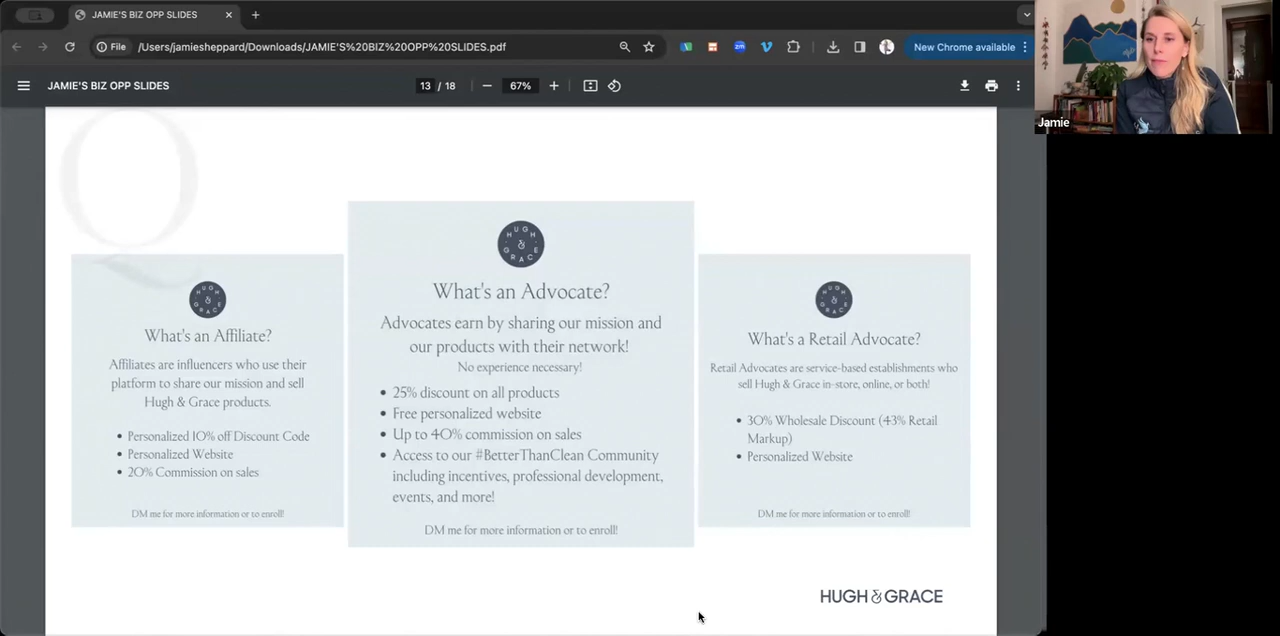 JAMIE'S BIZ OPP SLIDES
File
/Users/jamiesheppard/Downloads/JAMIE'S%20BIZ%20OPP%20SLIDES.pdf
zm
New Chrome available
JAMIE'S BIZ OPP SLIDES
13 / 18
67%
Jamie
HUGH & GRACE
What's an Affiliate?
Affiliates are influencers who use their
platform to share our mission and sell
Hugh & Grace products.
• Personalized 10% off Discount Code
• Personalized Website
• 20% Commission on sales
DM me for more information or to enroll!
HUGH & GRACE
What's an Advocate?
Advocates earn by sharing our mission and
our products with their network!
No experience necessary!
• 25% discount on all products
• Free personalized website
• Up to 40% commission on sales
• Access to our #BetterThanClean Community
including incentives, professional development,
events, and more!
DM me for more information or to enroll!
HUGH & GRACE
What's a Retail Advocate?
Retail Advocates are service-based establishments who
sell Hugh & Grace in-store, online, or both!
• 30% Wholesale Discount (43% Retail
Markup)
• Personalized Website
DM me for more information or to enroll!
HUGH & GRACE